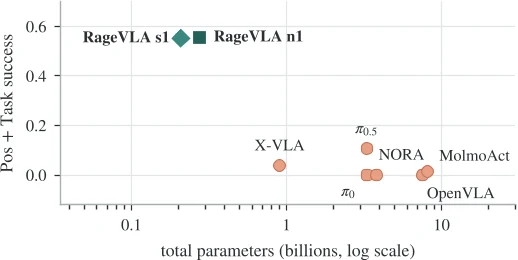 0.6
RageVLA s1
RageVLA n1
0.4
0.2
0.0
Pos + Task success
X-VLA
π0.5
NORA
MolmoAct
π0
OpenVLA
0.1
1
10
total parameters (billions, log scale)